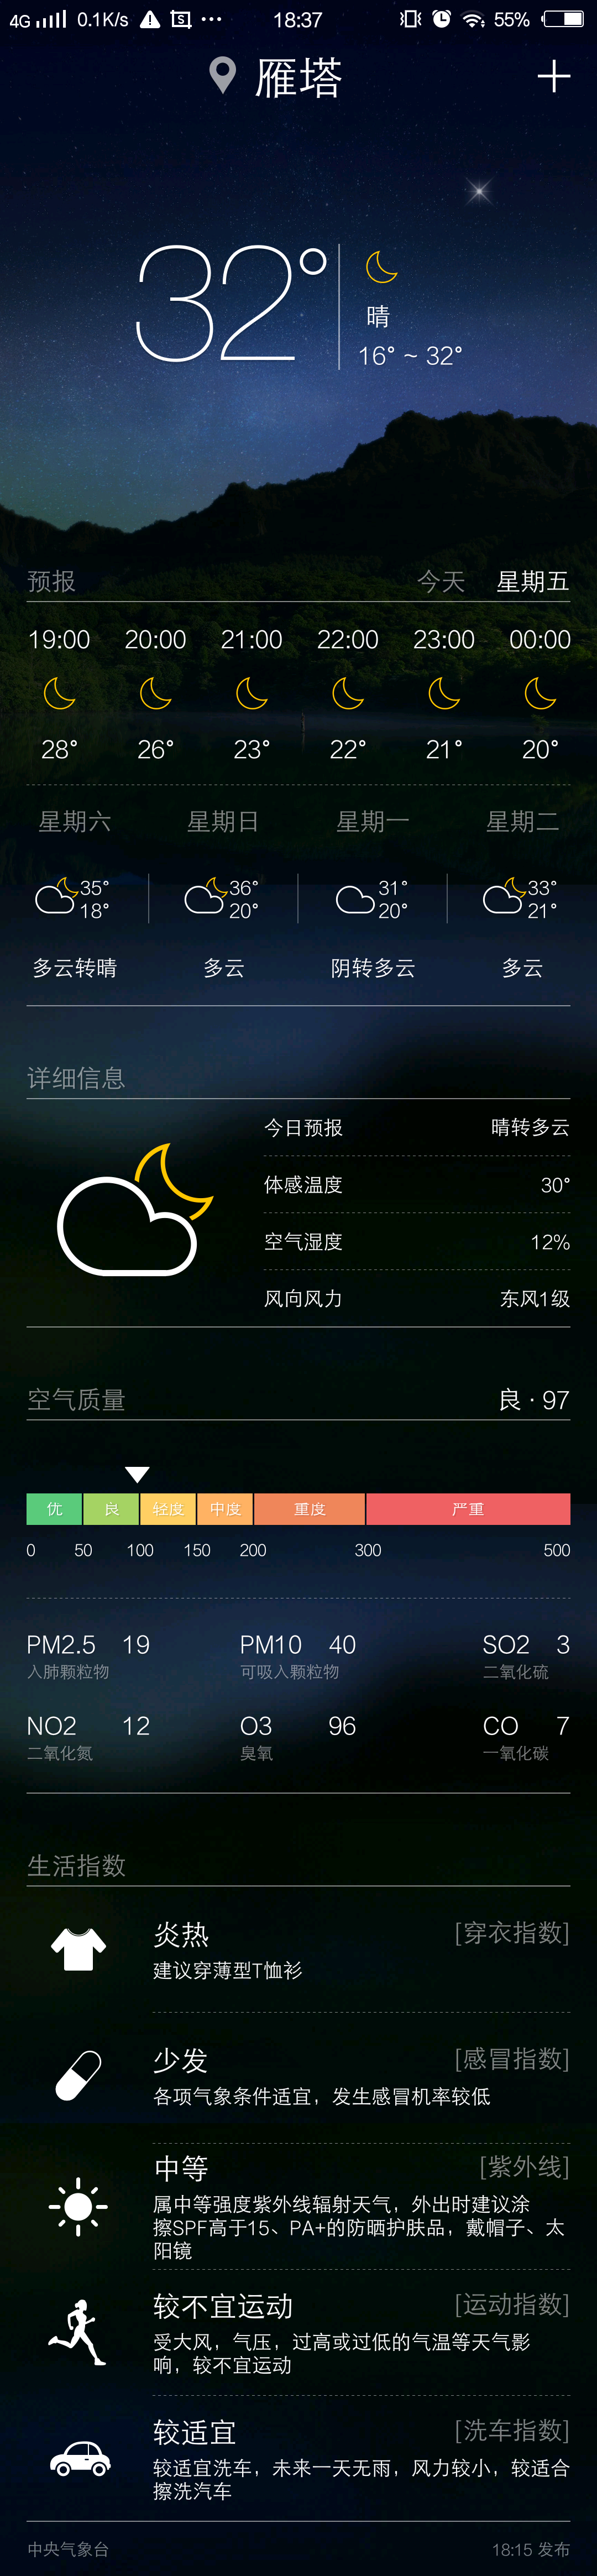 4G 0.1K/s 18:37 55%
雁塔
32°
晴
16° ~ 32°
预报 今天 星期五
19:00 20:00 21:00 22:00 23:00 00:00
28° 26° 23° 22° 21° 20°
星期六 星期日 星期一 星期二
35° 36° 31° 33°
18° 20° 20° 21°
多云转晴 多云 阴转多云 多云
详细信息
今日预报 晴转多云
体感温度 30°
空气湿度 12%
风向风力 东风1级
空气质量 良 · 97
优 良 轻度 中度 重度 严重
0 50 100 150 200 300 500
PM2.5 19 PM10 40 SO2 3
入肺颗粒物 可吸入颗粒物 二氧化硫
NO2 12 O3 96 CO 7
二氧化氮 臭氧 一氧化碳
生活指数
炎热 [穿衣指数]
建议穿薄型T恤衫
少发 [感冒指数]
各项气象条件适宜，发生感冒机率较低
中等 [紫外线]
属中等强度紫外线辐射天气，外出时建议涂
擦SPF高于15、PA+的防晒护肤品，戴帽子、太
阳镜
较不宜运动 [运动指数]
受大风，气压，过高或过低的气温等天气影
响，较不宜运动
较适宜 [洗车指数]
较适宜洗车，未来一天无雨，风力较小，较适合
擦洗汽车
中央气象台 18:15 发布